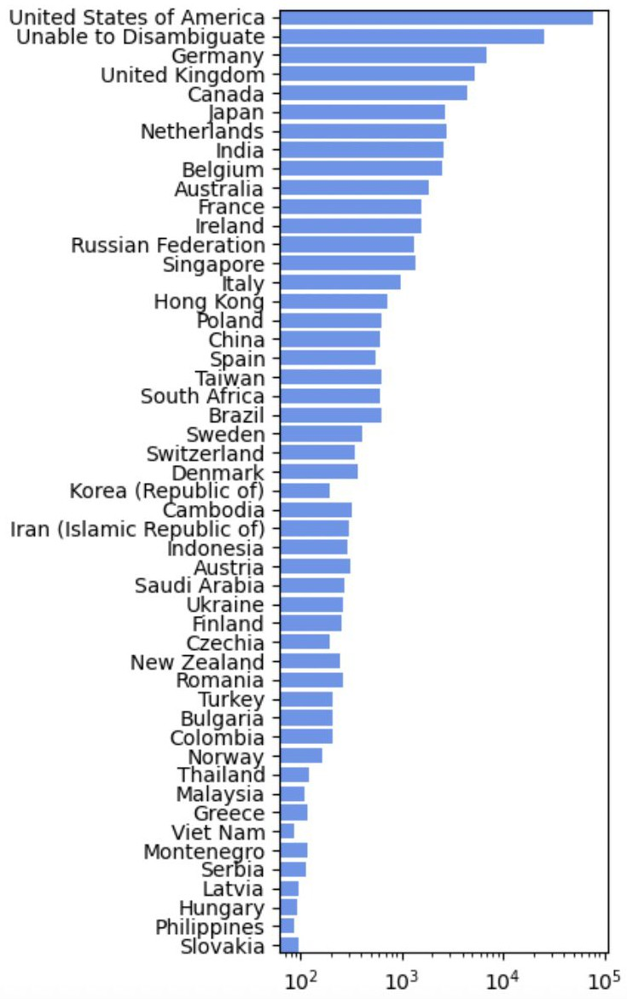 United States of America
Unable to Disambiguate
Germany
United Kingdom
Canada
Japan
Netherlands
India
Belgium
Australia
France
Ireland
Russian Federation
Singapore
Italy
Hong Kong
Poland
China
Spain
Taiwan
South Africa
Brazil
Sweden
Switzerland
Denmark
Korea (Republic of)
Cambodia
Iran (Islamic Republic of)
Indonesia
Austria
Saudi Arabia
Ukraine
Finland
Czechia
New Zealand
Romania
Turkey
Bulgaria
Colombia
Norway
Thailand
Malaysia
Greece
Viet Nam
Montenegro
Serbia
Latvia
Hungary
Philippines
Slovakia
10² 10³ 10⁴ 10⁵